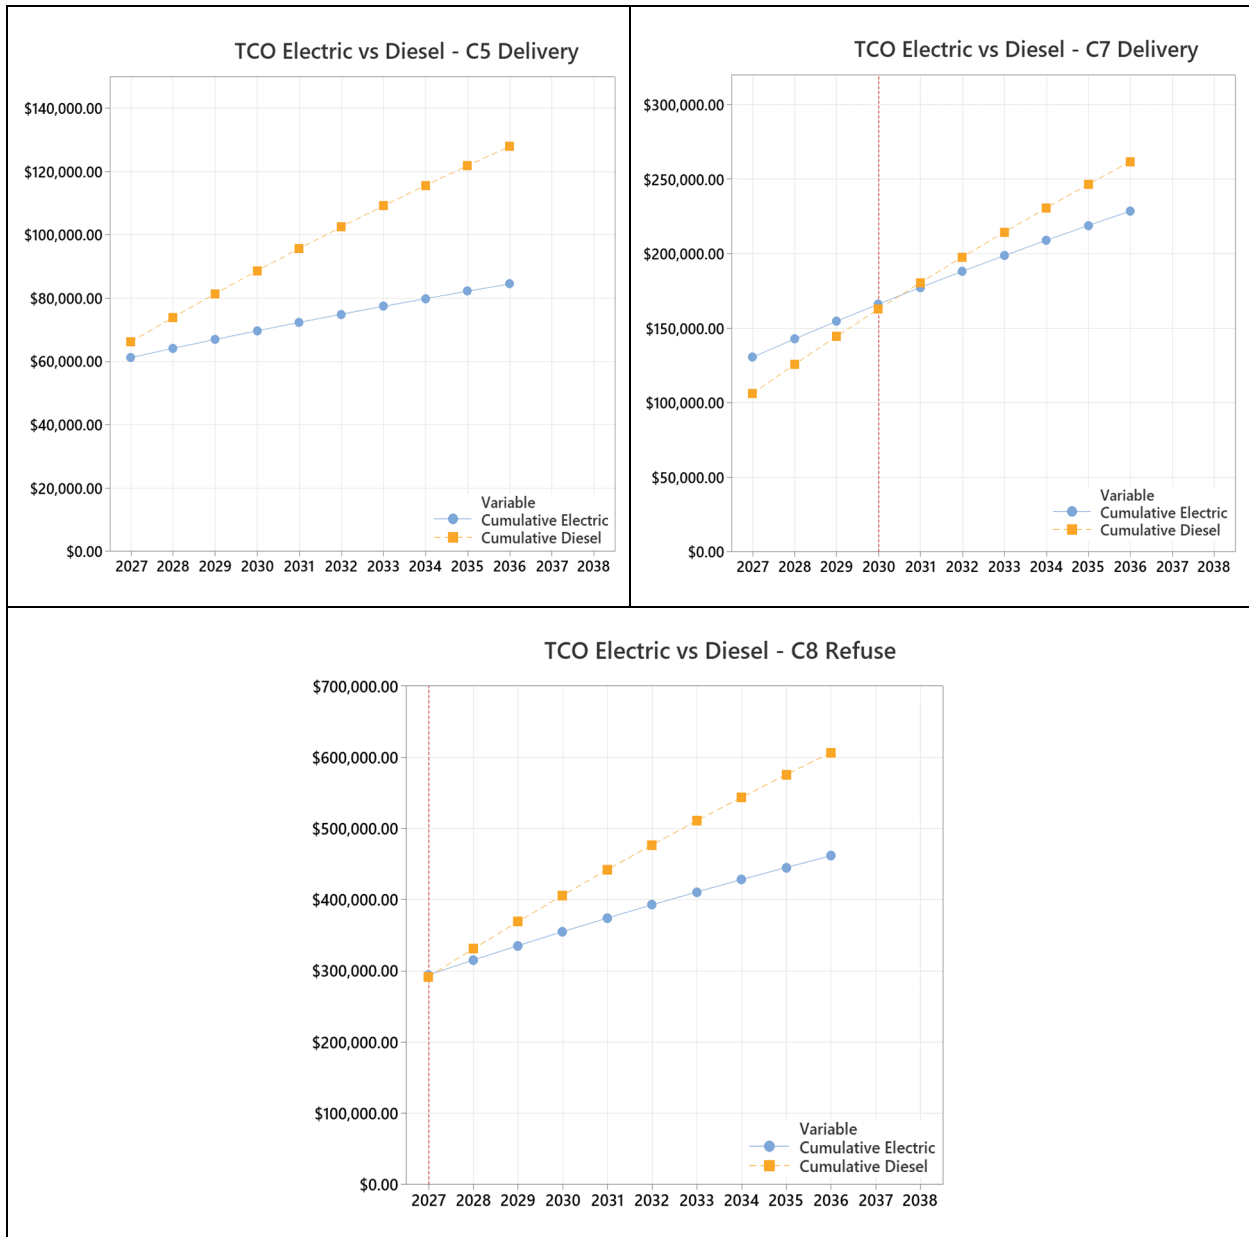 TCO Electric vs Diesel - C5 Delivery
$140,000.00
$120,000.00
$100,000.00
$80,000.00
$60,000.00
$40,000.00
$20,000.00
$0.00
2027 2028 2029 2030 2031 2032 2033 2034 2035 2036 2037 2038
Variable
Cumulative Electric
Cumulative Diesel
TCO Electric vs Diesel - C7 Delivery
$300,000.00
$250,000.00
$200,000.00
$150,000.00
$100,000.00
$50,000.00
$0.00
2027 2028 2029 2030 2031 2032 2033 2034 2035 2036 2037 2038
Variable
Cumulative Electric
Cumulative Diesel
TCO Electric vs Diesel - C8 Refuse
$700,000.00
$600,000.00
$500,000.00
$400,000.00
$300,000.00
$200,000.00
$100,000.00
$0.00
2027 2028 2029 2030 2031 2032 2033 2034 2035 2036 2037 2038
Variable
Cumulative Electric
Cumulative Diesel